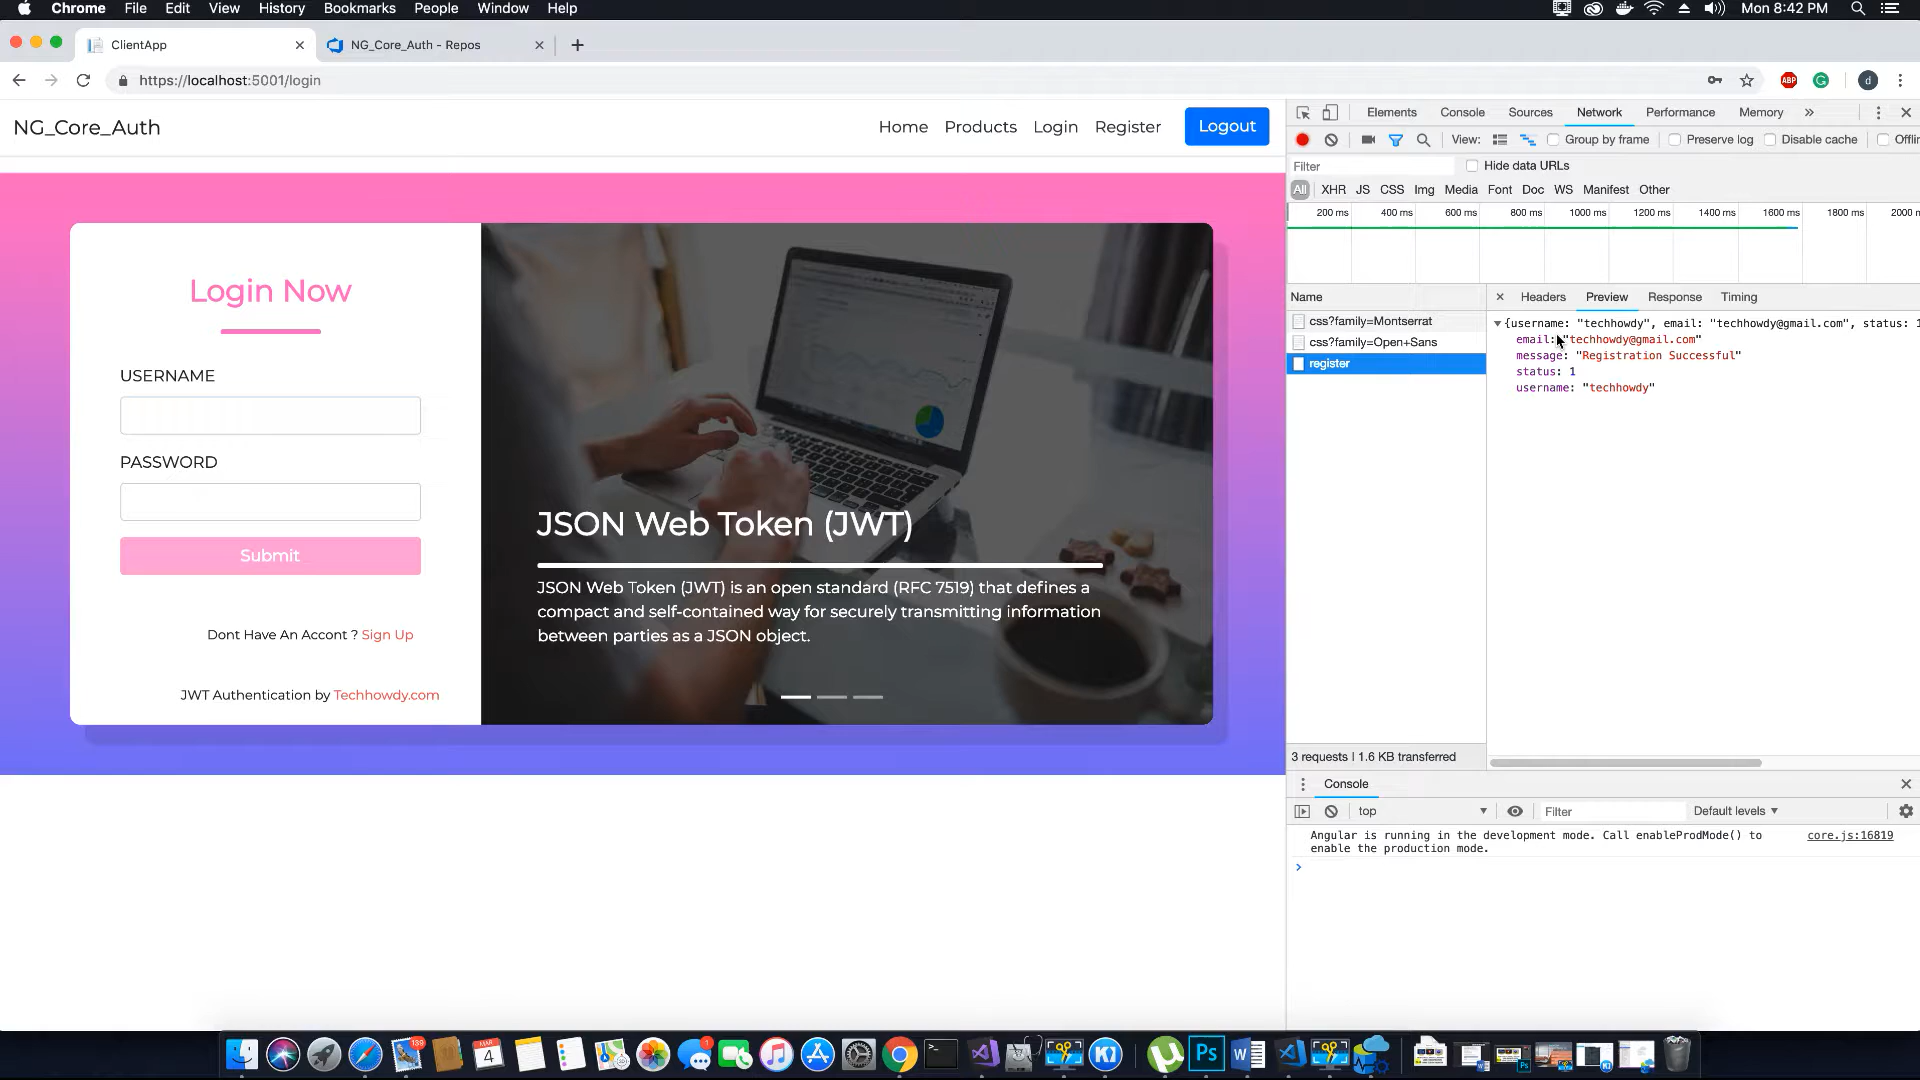 Chrome File Edit View History Bookmarks People Window Help Mon 8:42 PM
ClientApp NG_Core_Auth - Repos
https://localhost:5001/login ABP G d
NG_Core_Auth Home Products Login Register Logout
Login Now
USERNAME
PASSWORD
Submit
Dont Have An Accont ? Sign Up
JWT Authentication by Techhowdy.com
JSON Web Token (JWT)
JSON Web Token (JWT) is an open standard (RFC 7519) that defines a
compact and self-contained way for securely transmitting information
between parties as a JSON object.
Elements Console Sources Network Performance Memory »
View: Group by frame Preserve log Disable cache Offlin
Filter Hide data URLs
All XHR JS CSS Img Media Font Doc WS Manifest Other
200 ms 400 ms 600 ms 800 ms 1000 ms 1200 ms 1400 ms 1600 ms 1800 ms 2000 m
Name Headers Preview Response Timing
css?family=Montserrat
css?family=Open+Sans
register
{username: "techhowdy", email: "techhowdy@gmail.com", status: 1
email: "techhowdy@gmail.com"
message: "Registration Successful"
status: 1
username: "techhowdy"
3 requests | 1.6 KB transferred
Console
top Filter Default levels
Angular is running in the development mode. Call enableProdMode() to core.js:16819
enable the production mode.
139 MAR 4 1 Ps W